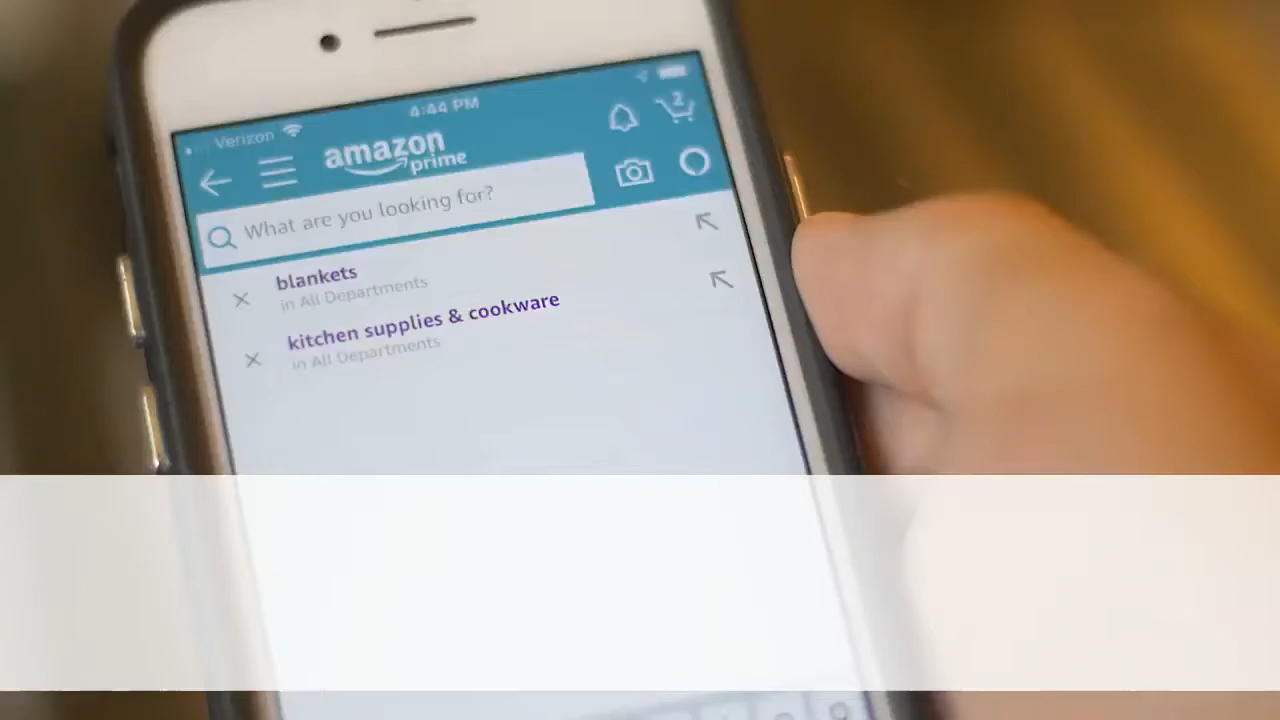 Verizon 4:44 PM
amazon prime
2
What are you looking for?
blankets
in All Departments
kitchen supplies & cookware
in All Departments